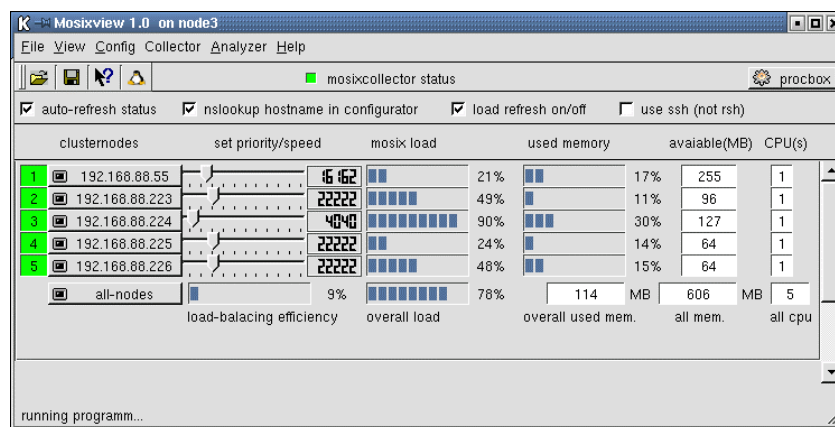 Mosixview 1.0 on node3
File View Config Collector Analyzer Help
mosixcollector status procbox
auto-refresh status nslookup hostname in configurator load refresh on/off use ssh (not rsh)
clusternodes set priority/speed mosix load used memory avaiable(MB) CPU(s)
1 192.168.88.55 16162 21% 17% 255 1
2 192.168.88.223 22222 49% 11% 96 1
3 192.168.88.224 4040 90% 30% 127 1
4 192.168.88.225 22222 24% 14% 64 1
5 192.168.88.226 22222 48% 15% 64 1
all-nodes 9% 78% 114 MB 606 MB 5
load-balacing efficiency overall load overall used mem. all mem. all cpu
running programm...